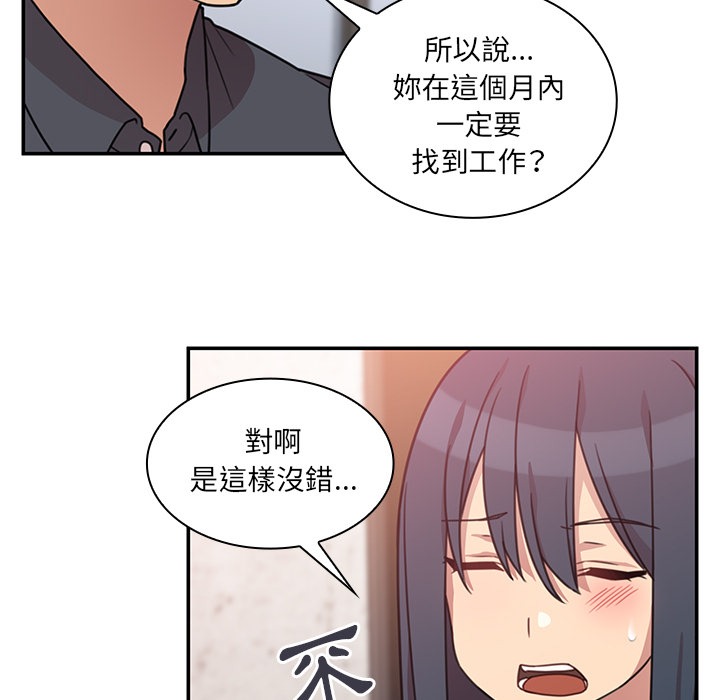 所以說…
妳在這個月內
一定要
找到工作？
對啊
是這樣沒錯…